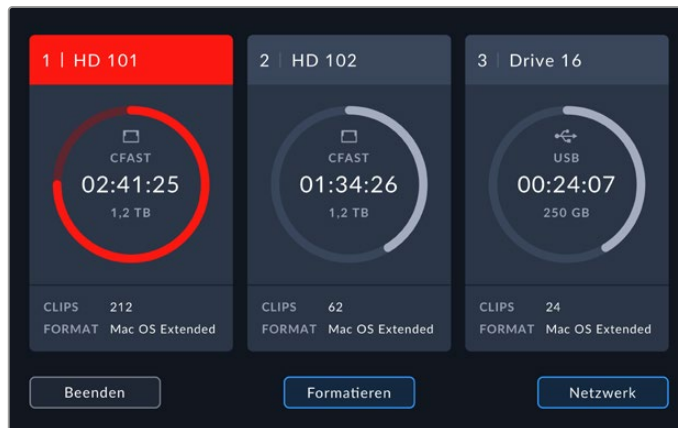 1 | HD 101
CFAST
02:41:25
1,2 TB
CLIPS 212
FORMAT Mac OS Extended
2 | HD 102
CFAST
01:34:26
1,2 TB
CLIPS 62
FORMAT Mac OS Extended
3 | Drive 16
USB
00:24:07
250 GB
CLIPS 24
FORMAT Mac OS Extended
Beenden
Formatieren
Netzwerk